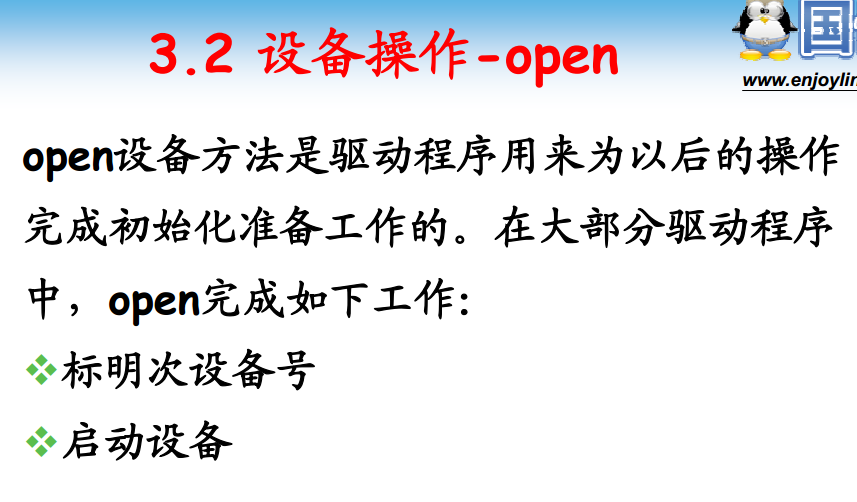 3.2 设备操作-open
国
www.enjoylin
open设备方法是驱动程序用来为以后的操作
完成初始化准备工作的。在大部分驱动程序
中，open完成如下工作:
标明次设备号
启动设备